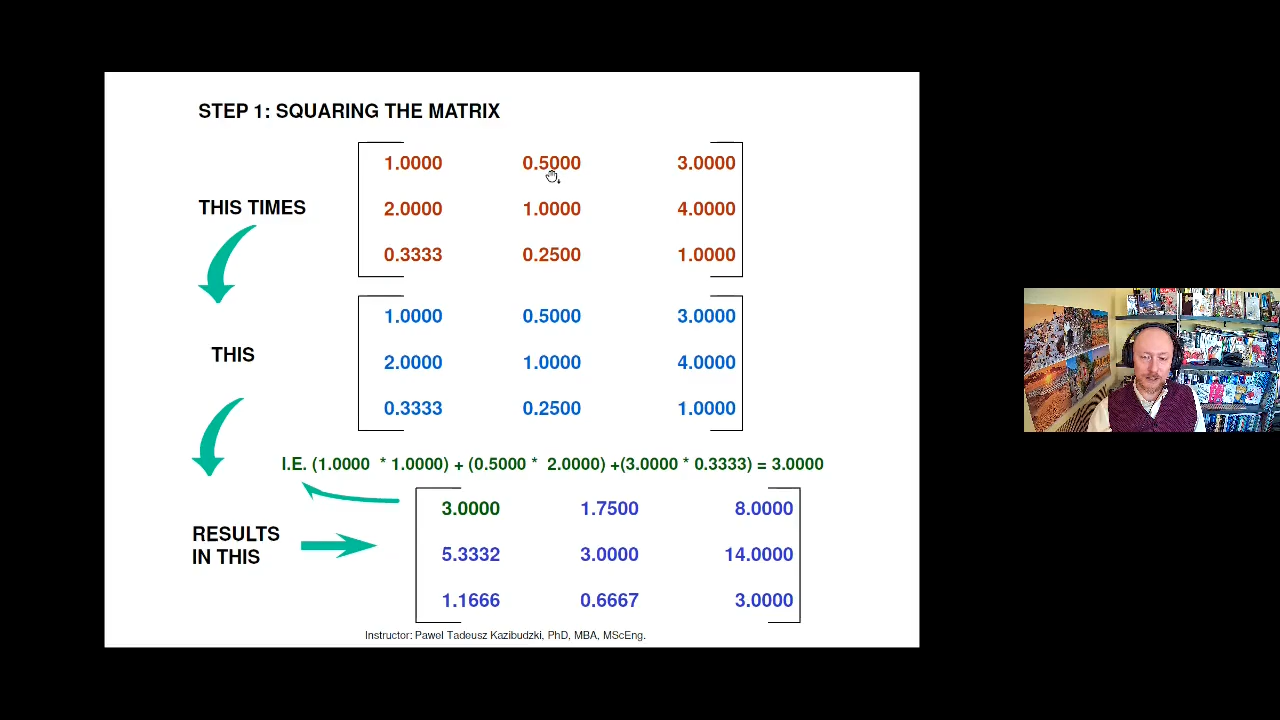 STEP 1: SQUARING THE MATRIX
1.0000 0.5000 3.0000
THIS TIMES 2.0000 1.0000 4.0000
0.3333 0.2500 1.0000
1.0000 0.5000 3.0000
THIS 2.0000 1.0000 4.0000
0.3333 0.2500 1.0000
I.E. (1.0000 * 1.0000) + (0.5000 * 2.0000) +(3.0000 * 0.3333) = 3.0000
3.0000 1.7500 8.0000
RESULTS
IN THIS
5.3332 3.0000 14.0000
1.1666 0.6667 3.0000
Instructor: Pawel Tadeusz Kazibudzki, PhD, MBA, MScEng.